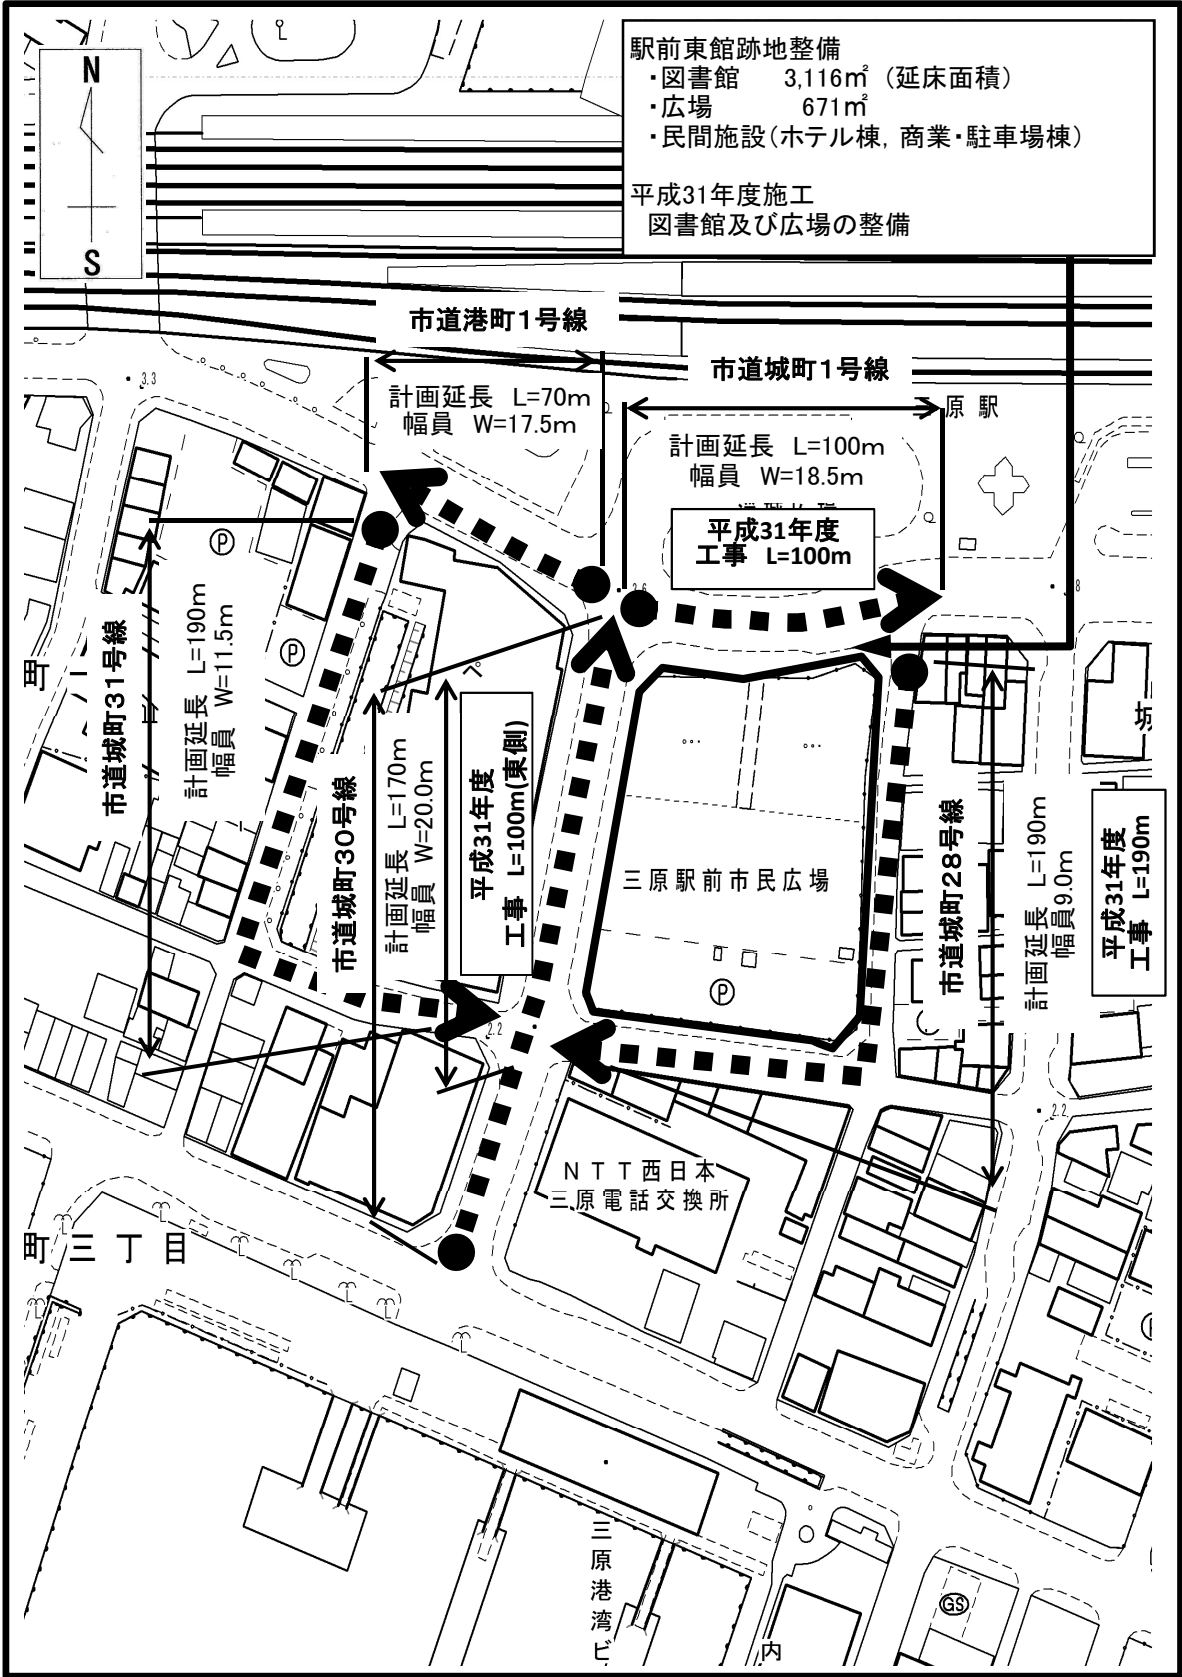 N
S
駅前東館跡地整備
・図書館 3,116㎡（延床面積）
・広場 671㎡
・民間施設（ホテル棟，商業・駐車場棟）
平成31年度施工
図書館及び広場の整備
市道港町１号線
計画延長 L=70m
幅員 W=17.5m
市道城町１号線
計画延長 L=100m
幅員 W=18.5m
原駅
平成31年度
工事 L=100m
3.3
市道城町３１号線
計画延長 L=190m
幅員 W=11.5m
P
P
町
市道城町３０号線
計画延長 L=170m
幅員 W=20.0m
平成31年度
工事 L=100m(東側)
三原駅前市民広場
P
市道城町２８号線
計画延長 L=190m
幅員9.0m
平成31年度
工事 L=190m
城
2.2
2.2
ＮＴＴ西日本
三原電話交換所
町三丁目
三原港湾ビ
内
GS